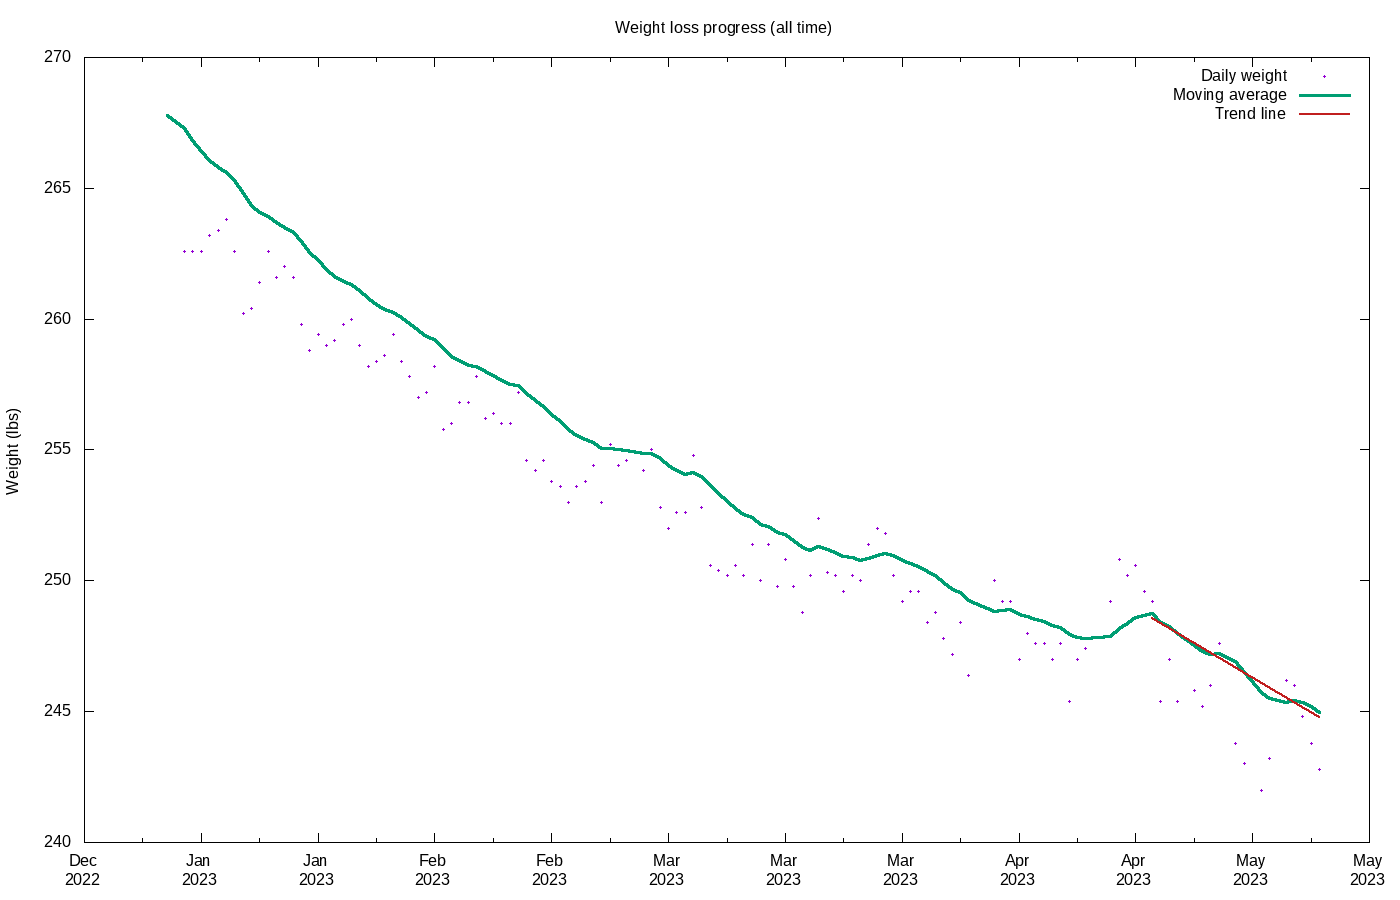 Weight loss progress (all time)
270
265
260
255
250
245
240
Weight (lbs)
Daily weight
Moving average
Trend line
Dec Jan Jan Feb Feb Mar Mar Mar Apr Apr May May
2022 2023 2023 2023 2023 2023 2023 2023 2023 2023 2023 2023